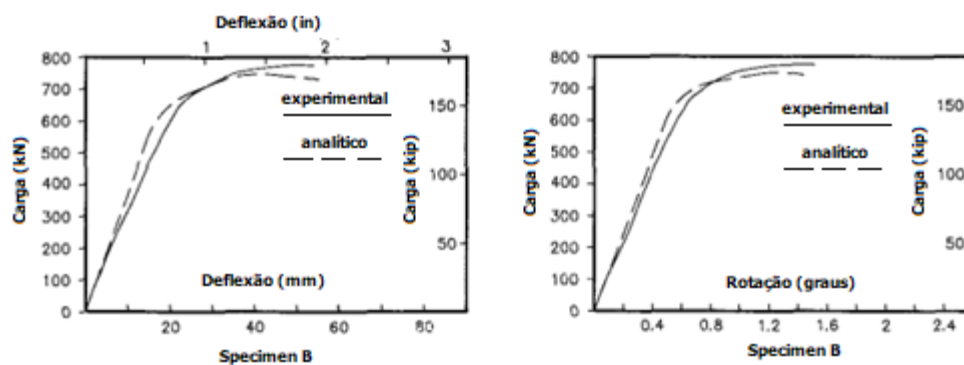 Deflexão (in)
1 2 3
800
700
600
500
400
300
200
100
0
Carga (kN)
experimental
analítico
150
100
50
Carga (kip)
Deflexão (mm)
20 40 60 80
Specimen B
800
700
600
500
400
300
200
100
0
Carga (kN)
experimental
analítico
150
100
50
Carga (kip)
Rotação (graus)
0.4 0.8 1.2 1.6 2 2.4
Specimen B